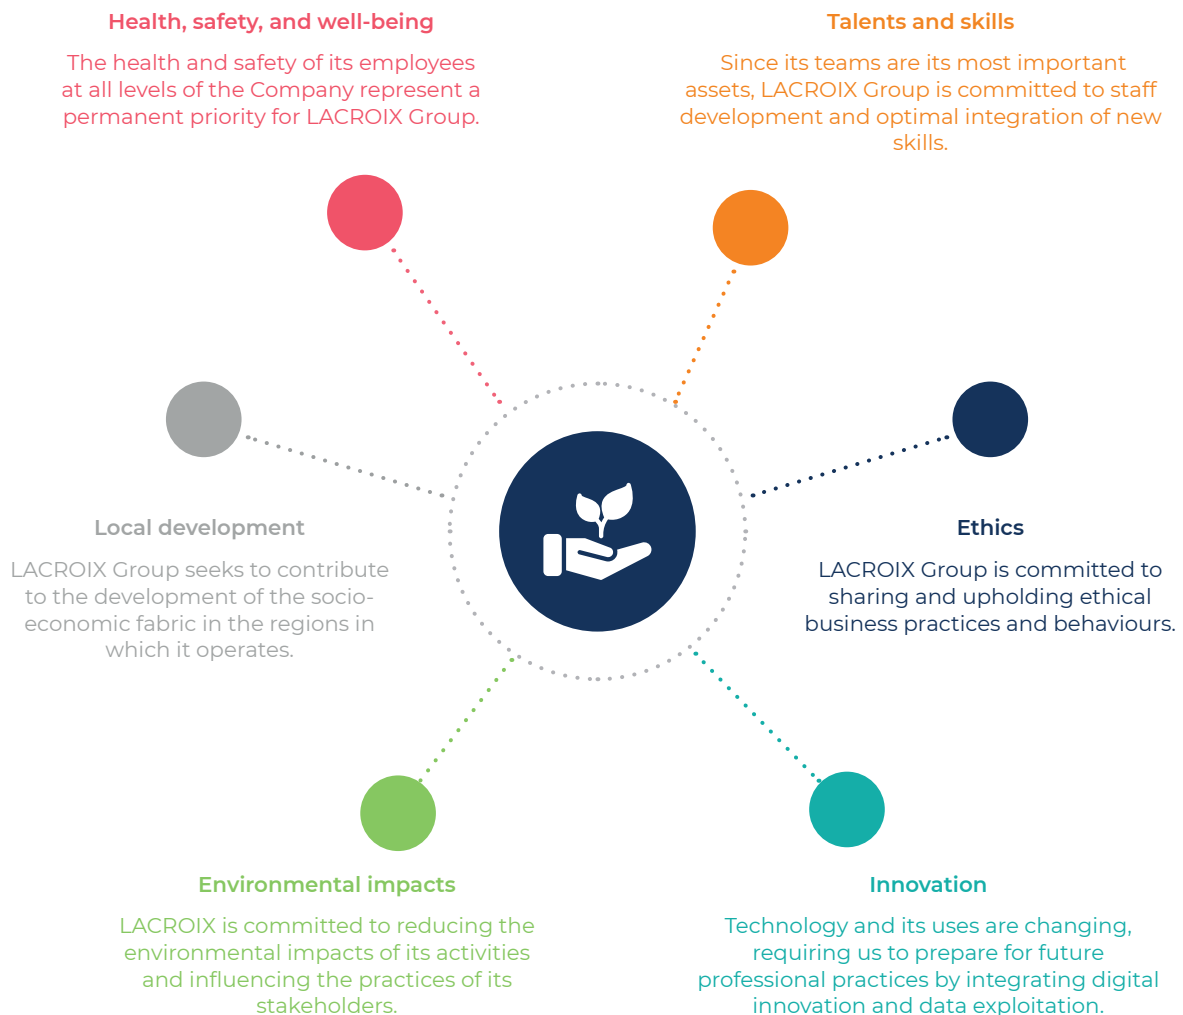 Health, safety, and well-being
The health and safety of its employees
at all levels of the Company represent a
permanent priority for LACROIX Group.
Talents and skills
Since its teams are its most important
assets, LACROIX Group is committed to staff
development and optimal integration of new
skills.
Local development
LACROIX Group seeks to contribute
to the development of the socio-
economic fabric in the regions in
which it operates.
Ethics
LACROIX Group is committed to
sharing and upholding ethical
business practices and behaviours.
Environmental impacts
LACROIX is committed to reducing the
environmental impacts of its activities
and influencing the practices of its
stakeholders.
Innovation
Technology and its uses are changing,
requiring us to prepare for future
professional practices by integrating digital
innovation and data exploitation.